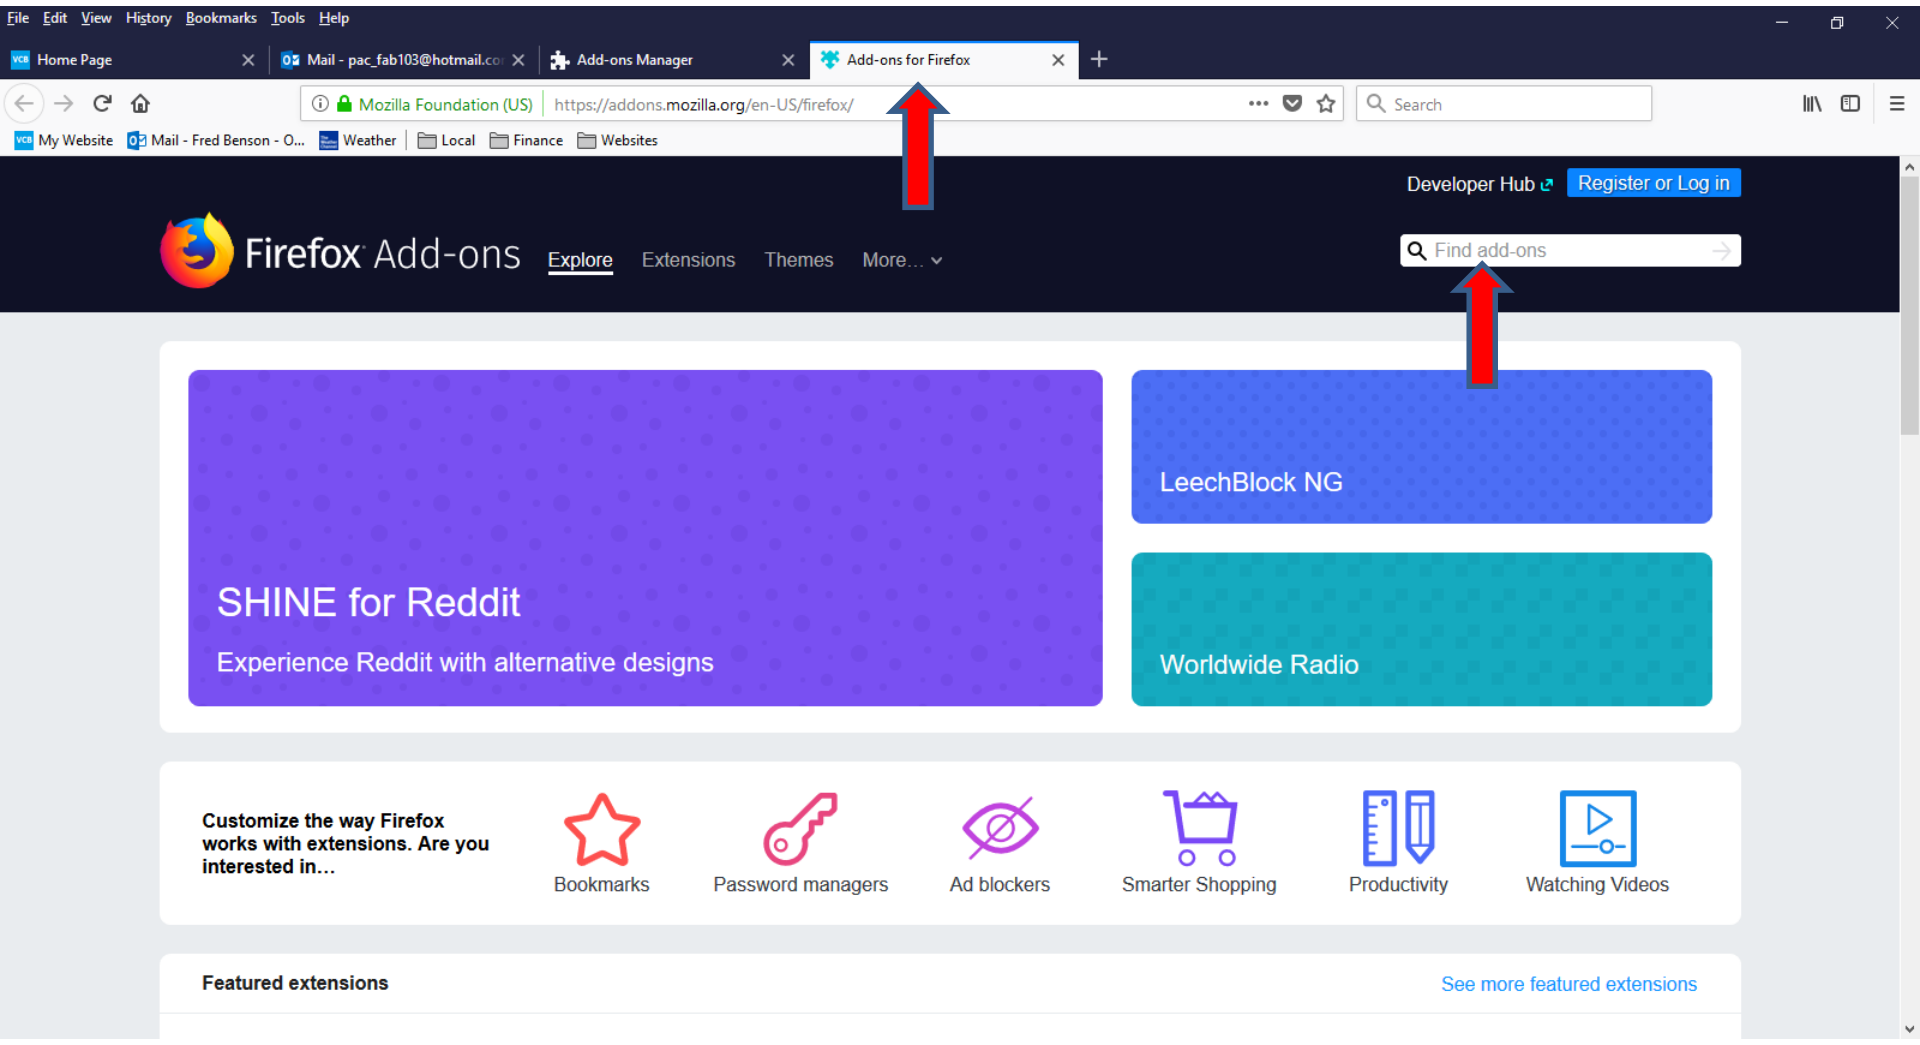 File Edit View History Bookmarks Tools Help
VCB Home Page
Mail - pac_fab103@hotmail.co
Add-ons Manager
Add-ons for Firefox
Mozilla Foundation (US) https://addons.mozilla.org/en-US/firefox/
Search
VCB My Website
Mail - Fred Benson - O...
Weather
Local
Finance
Websites
Developer Hub
Register or Log in
Firefox Add-ons
Explore
Extensions
Themes
More...
Find add-ons
SHINE for Reddit
Experience Reddit with alternative designs
LeechBlock NG
Worldwide Radio
Customize the way Firefox
works with extensions. Are you
interested in…
Bookmarks
Password managers
Ad blockers
Smarter Shopping
Productivity
Watching Videos
Featured extensions
See more featured extensions